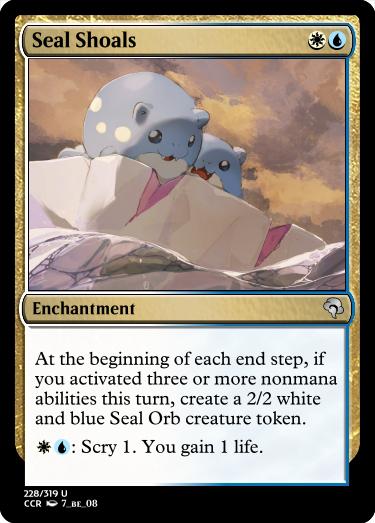 Seal Shoals
Enchantment
At the beginning of each end step, if
you activated three or more nonmana
abilities this turn, create a 2/2 white
and blue Seal Orb creature token.
: Scry 1. You gain 1 life.
228/319 U
CCR 7_BE_08